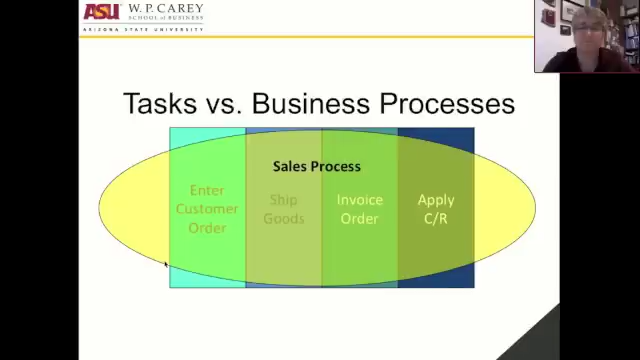 ASU
W. P. CAREY
SCHOOL of BUSINESS
ARIZONA STATE UNIVERSITY
Tasks vs. Business Processes
Sales Process
Enter
Customer
Order
Ship
Goods
Invoice
Order
Apply
C/R